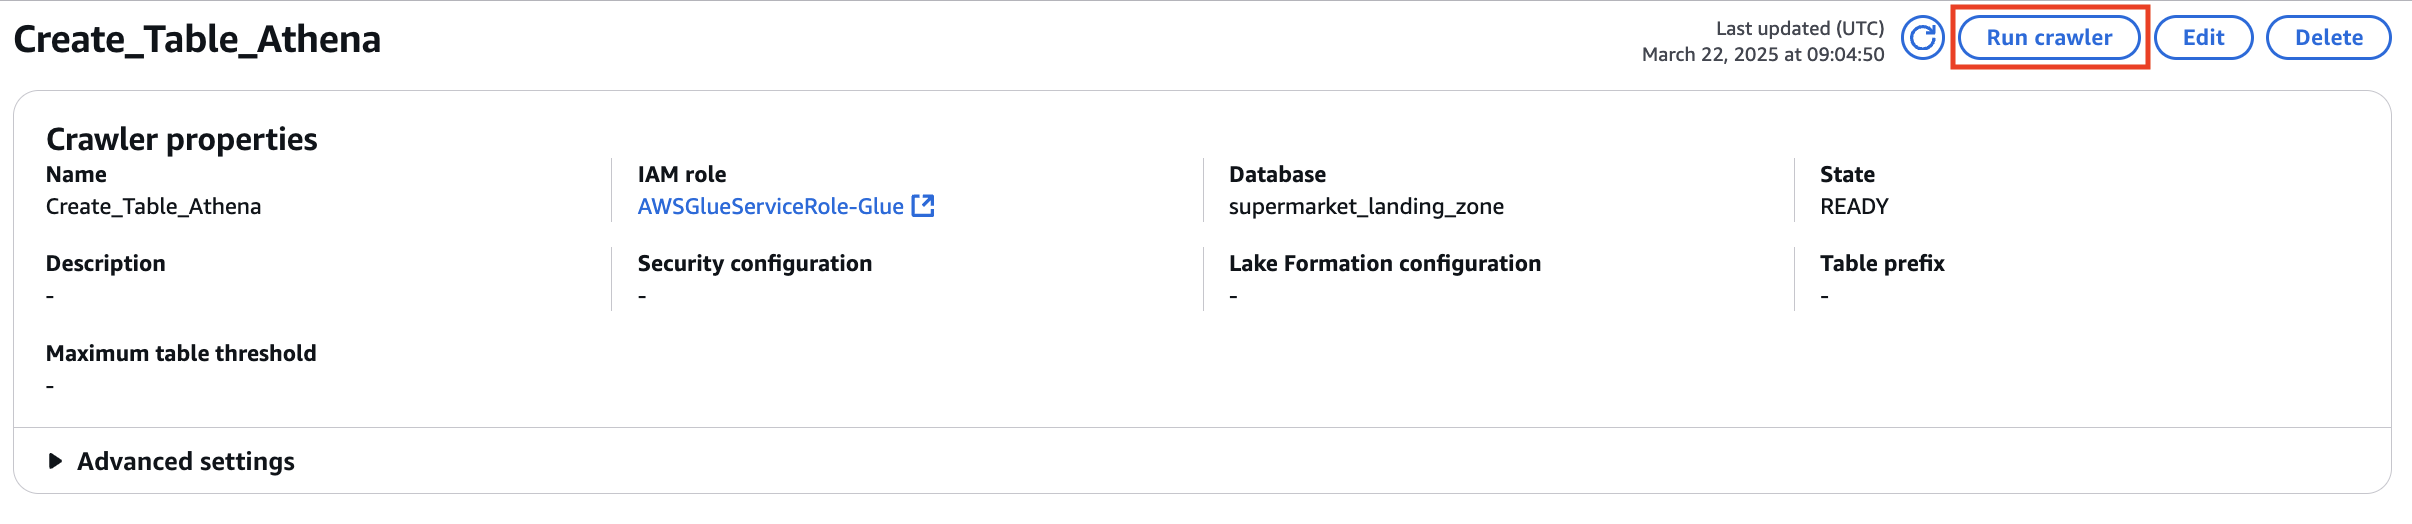 Create_Table_Athena
Last updated (UTC)
March 22, 2025 at 09:04:50
Run crawler
Edit
Delete
Crawler properties
Name
Create_Table_Athena
IAM role
AWSGlueServiceRole-Glue
Database
supermarket_landing_zone
State
READY
Description
-
Security configuration
-
Lake Formation configuration
-
Table prefix
-
Maximum table threshold
-
Advanced settings